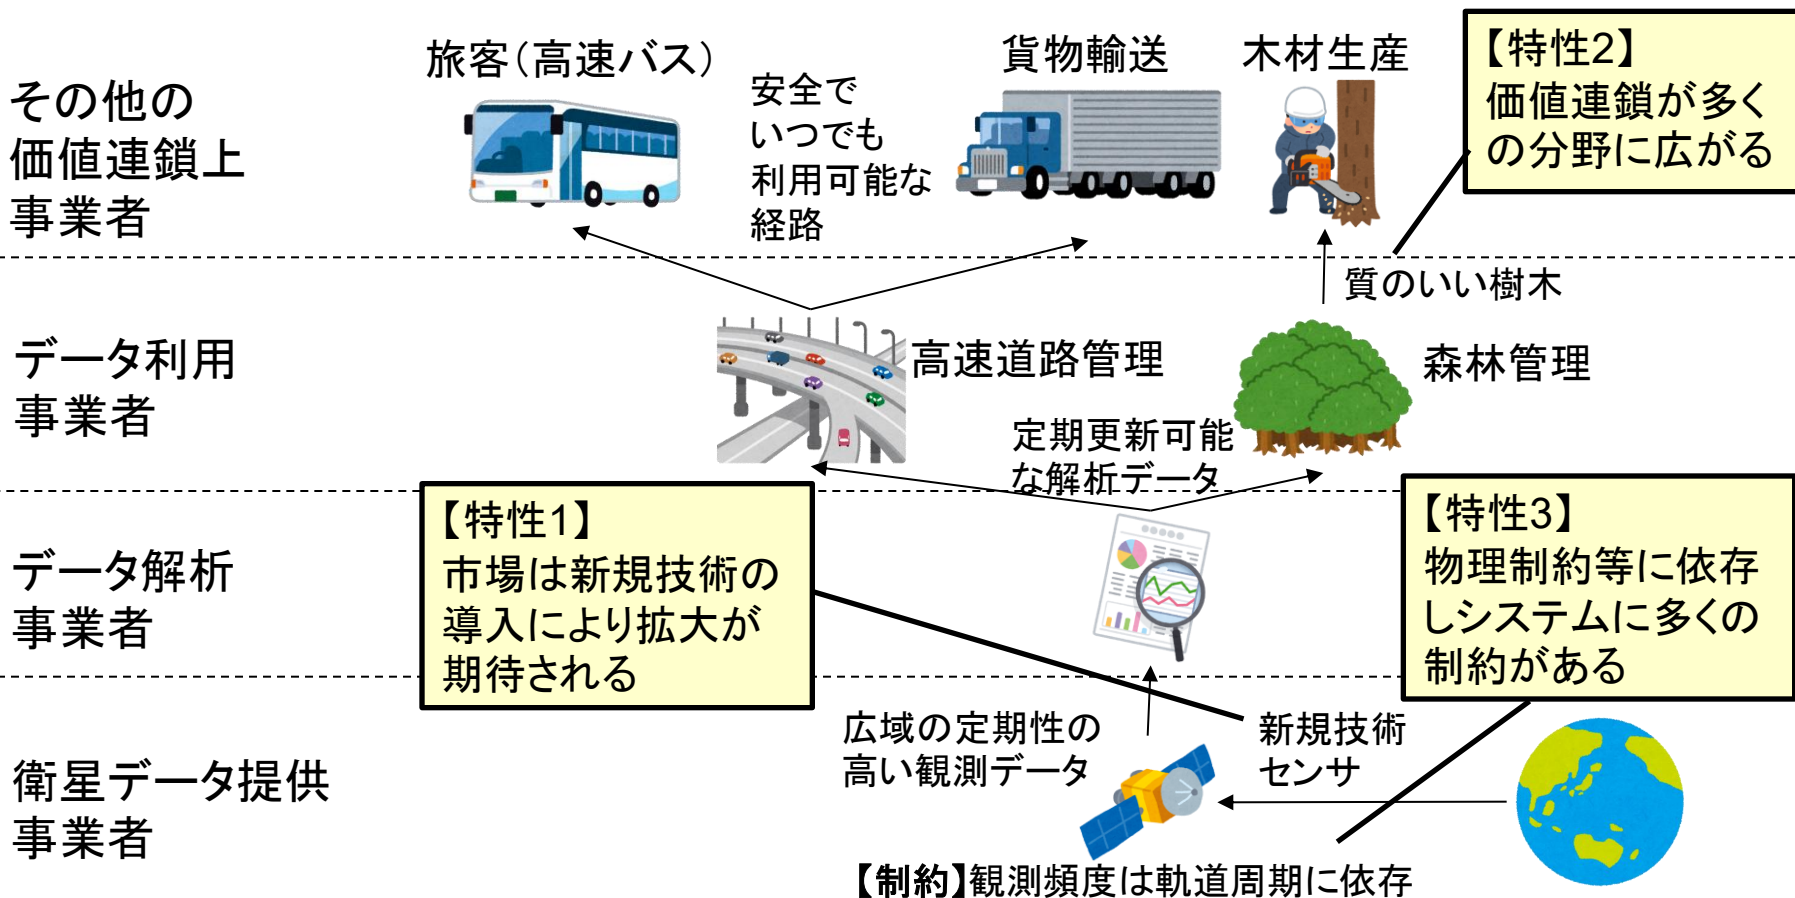 その他の
価値連鎖上
事業者
旅客（高速バス）
安全で
いつでも
利用可能な
経路
貨物輸送
木材生産
【特性2】
価値連鎖が多く
の分野に広がる
質のいい樹木
データ利用
事業者
高速道路管理
森林管理
定期更新可能
な解析データ
データ解析
事業者
【特性1】
市場は新規技術の
導入により拡大が
期待される
【特性3】
物理制約等に依存
しシステムに多くの
制約がある
衛星データ提供
事業者
広域の定期性の
高い観測データ
新規技術
センサ
【制約】観測頻度は軌道周期に依存